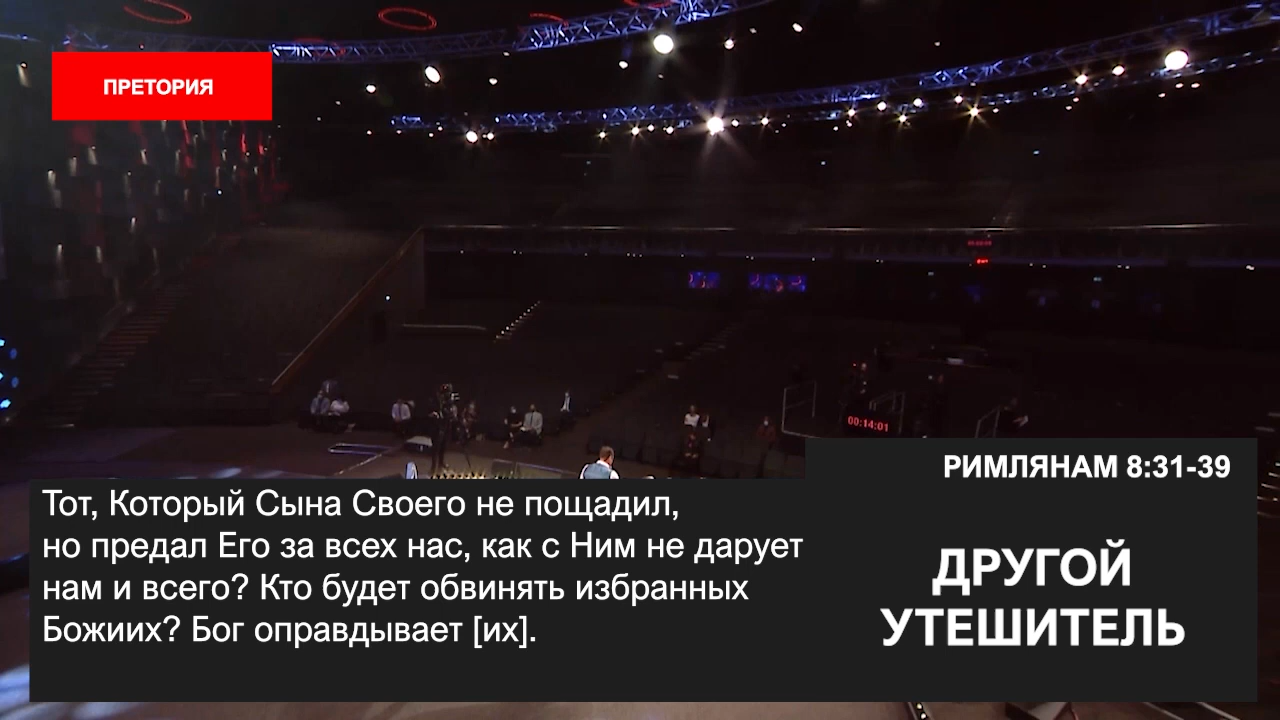 ПРЕТОРИЯ
00:14:01
РИМЛЯНАМ 8:31-39
Тот, Который Сына Своего не пощадил,
но предал Его за всех нас, как с Ним не дарует
нам и всего? Кто будет обвинять избранных
Божиих? Бог оправдывает [их].
ДРУГОЙ
УТЕШИТЕЛЬ